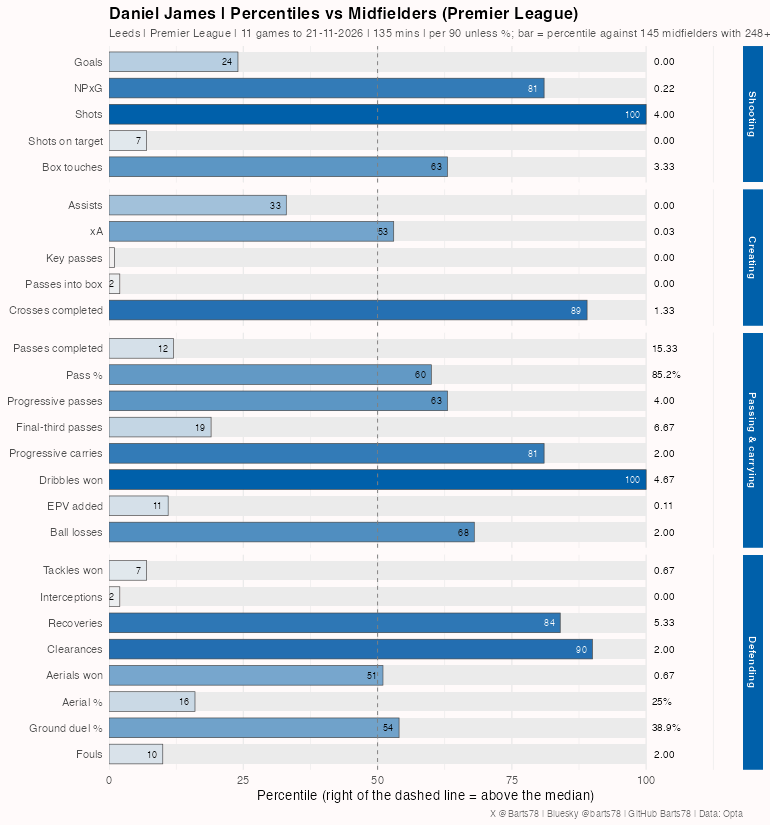 Daniel James | Percentiles vs Midfielders (Premier League)
Leeds | Premier League | 11 games to 21-11-2026 | 135 mins | per 90 unless %; bar = percentile against 145 midfielders with 248+
Goals 24 0.00
NPxG 81 0.22
Shots 100 4.00
Shots on target 7 0.00
Box touches 63 3.33
Shooting
Assists 33 0.00
xA 53 0.03
Key passes 0.00
Passes into box 2 0.00
Crosses completed 89 1.33
Creating
Passes completed 12 15.33
Pass % 60 85.2%
Progressive passes 63 4.00
Final-third passes 19 6.67
Progressive carries 81 2.00
Dribbles won 100 4.67
EPV added 11 0.11
Ball losses 68 2.00
Passing & carrying
Tackles won 7 0.67
Interceptions 2 0.00
Recoveries 84 5.33
Clearances 90 2.00
Aerials won 51 0.67
Aerial % 16 25%
Ground duel % 54 38.9%
Fouls 10 2.00
Defending
0 25 50 75 100
Percentile (right of the dashed line = above the median)
X @Barts78 | Bluesky @barts78 | GitHub Barts78 | Data: Opta